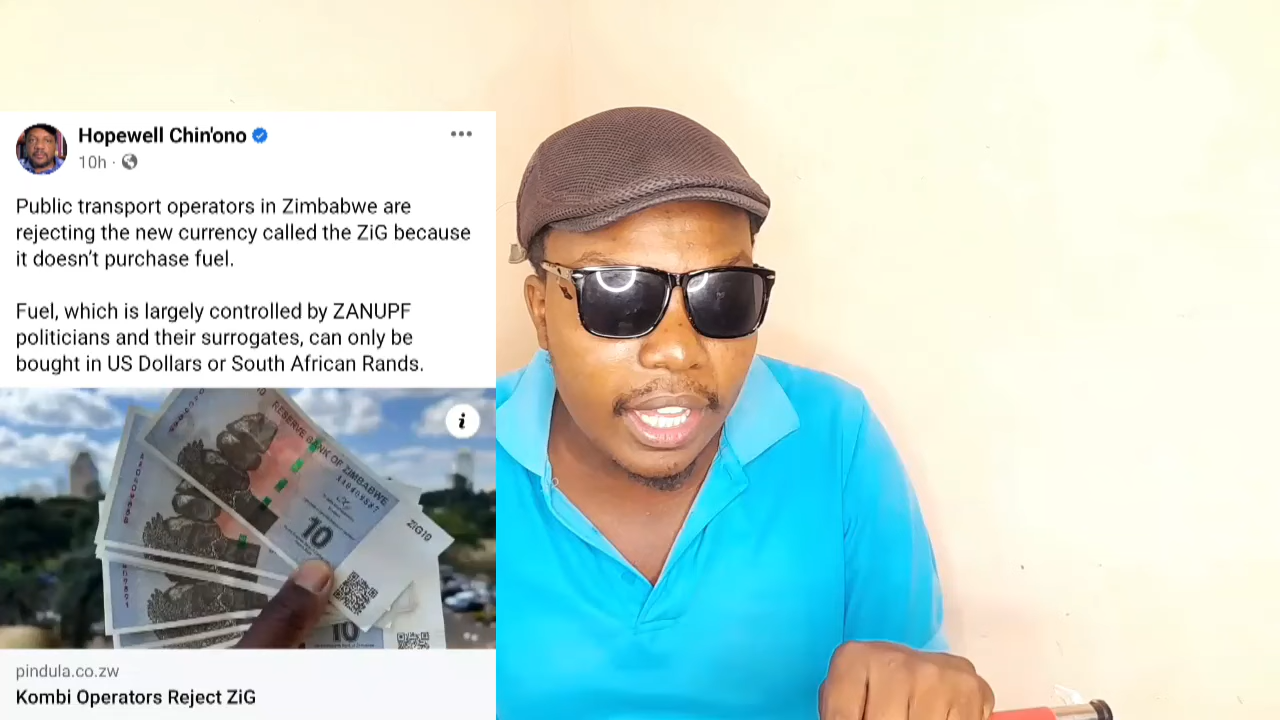 Hopewell Chin'ono
10h
Public transport operators in Zimbabwe are
rejecting the new currency called the ZiG because
it doesn't purchase fuel.
Fuel, which is largely controlled by ZANUPF
politicians and their surrogates, can only be
bought in US Dollars or South African Rands.
RESERVE BANK OF ZIMBABWE
10
ZiG10
10
pindula.co.zw
Kombi Operators Reject ZiG